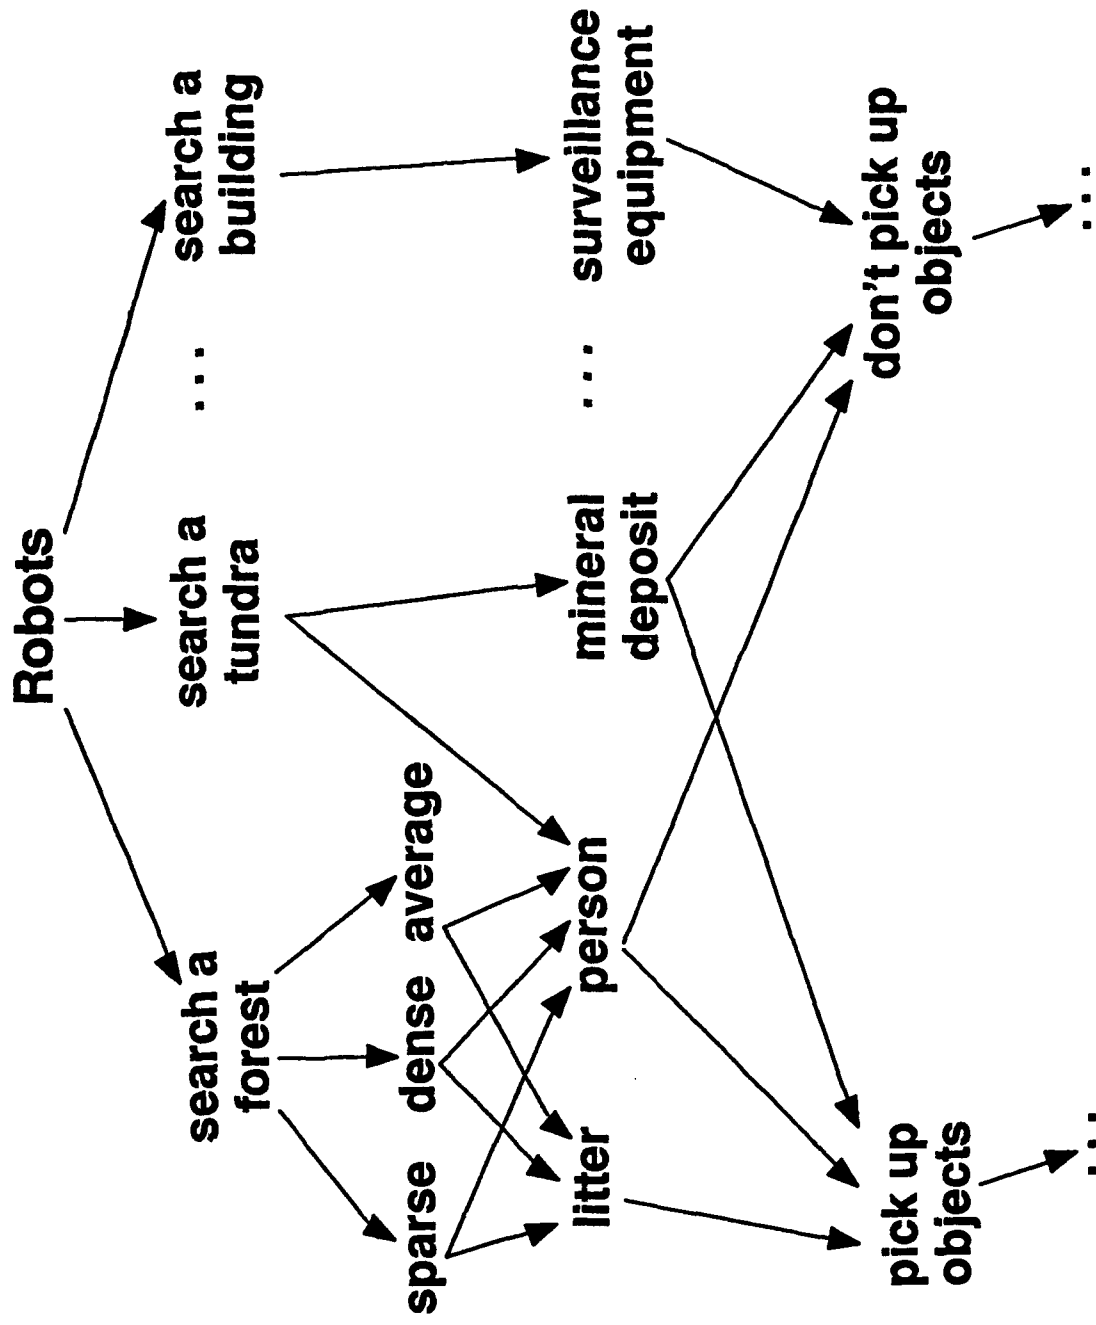 Robots
search a
forest
search a
tundra
...
search a
building
sparse
dense
average
litter
person
mineral
deposit
...
surveillance
equipment
pick up
objects
don't pick up
objects
...
...